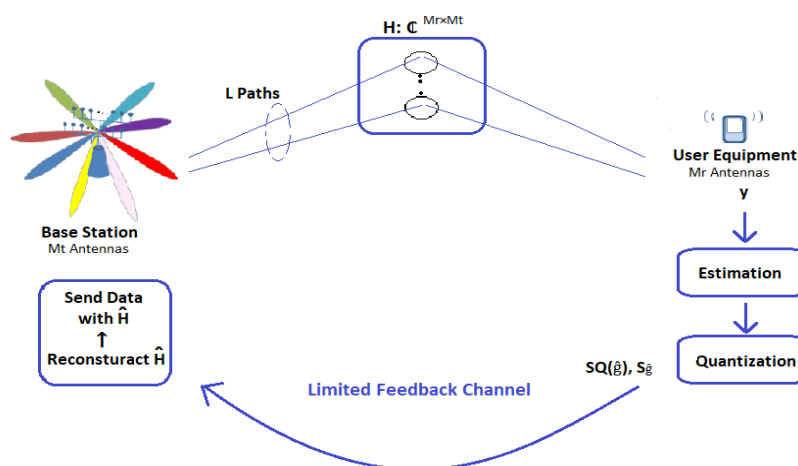 H: ℂ Mr×Mt
L Paths
Base Station
Mt Antennas
User Equipment
Mr Antennas
y
Estimation
Quantization
SQ(ĝ), Sĝ
Limited Feedback Channel
Send Data
with Ĥ
↑
Reconsturact Ĥ